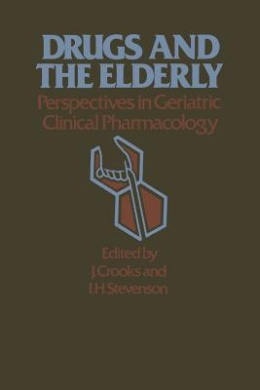 DRUGS AND
THE ELDERLY
Perspectives in Geriatric
Clinical Pharmacology
Edited by
J. Crooks and
I.H. Stevenson